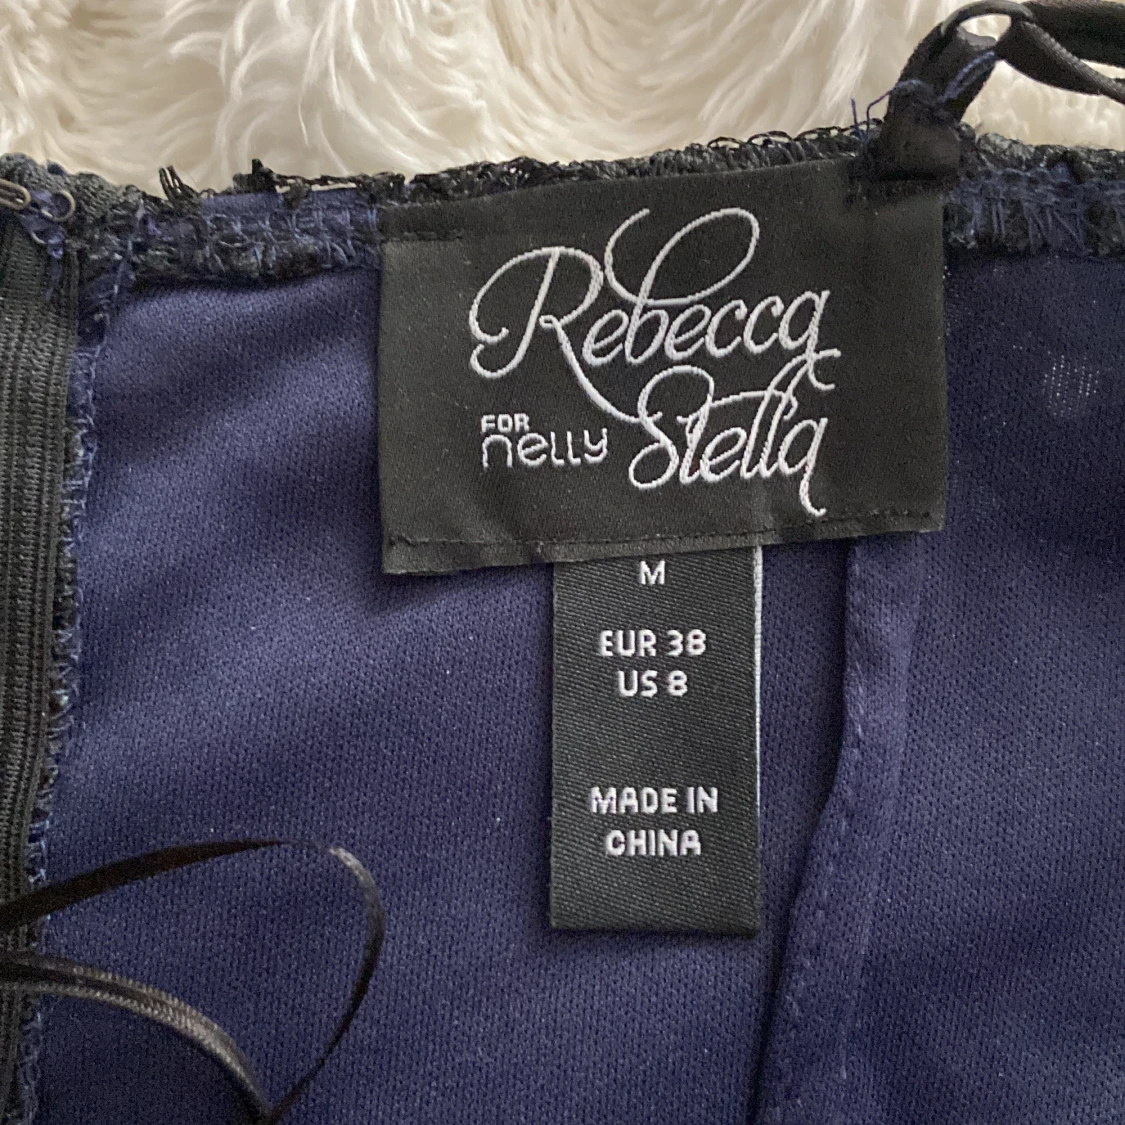 Rebecca
FOR
nelly Stella
M
EUR 38
US 8
MADE IN
CHINA